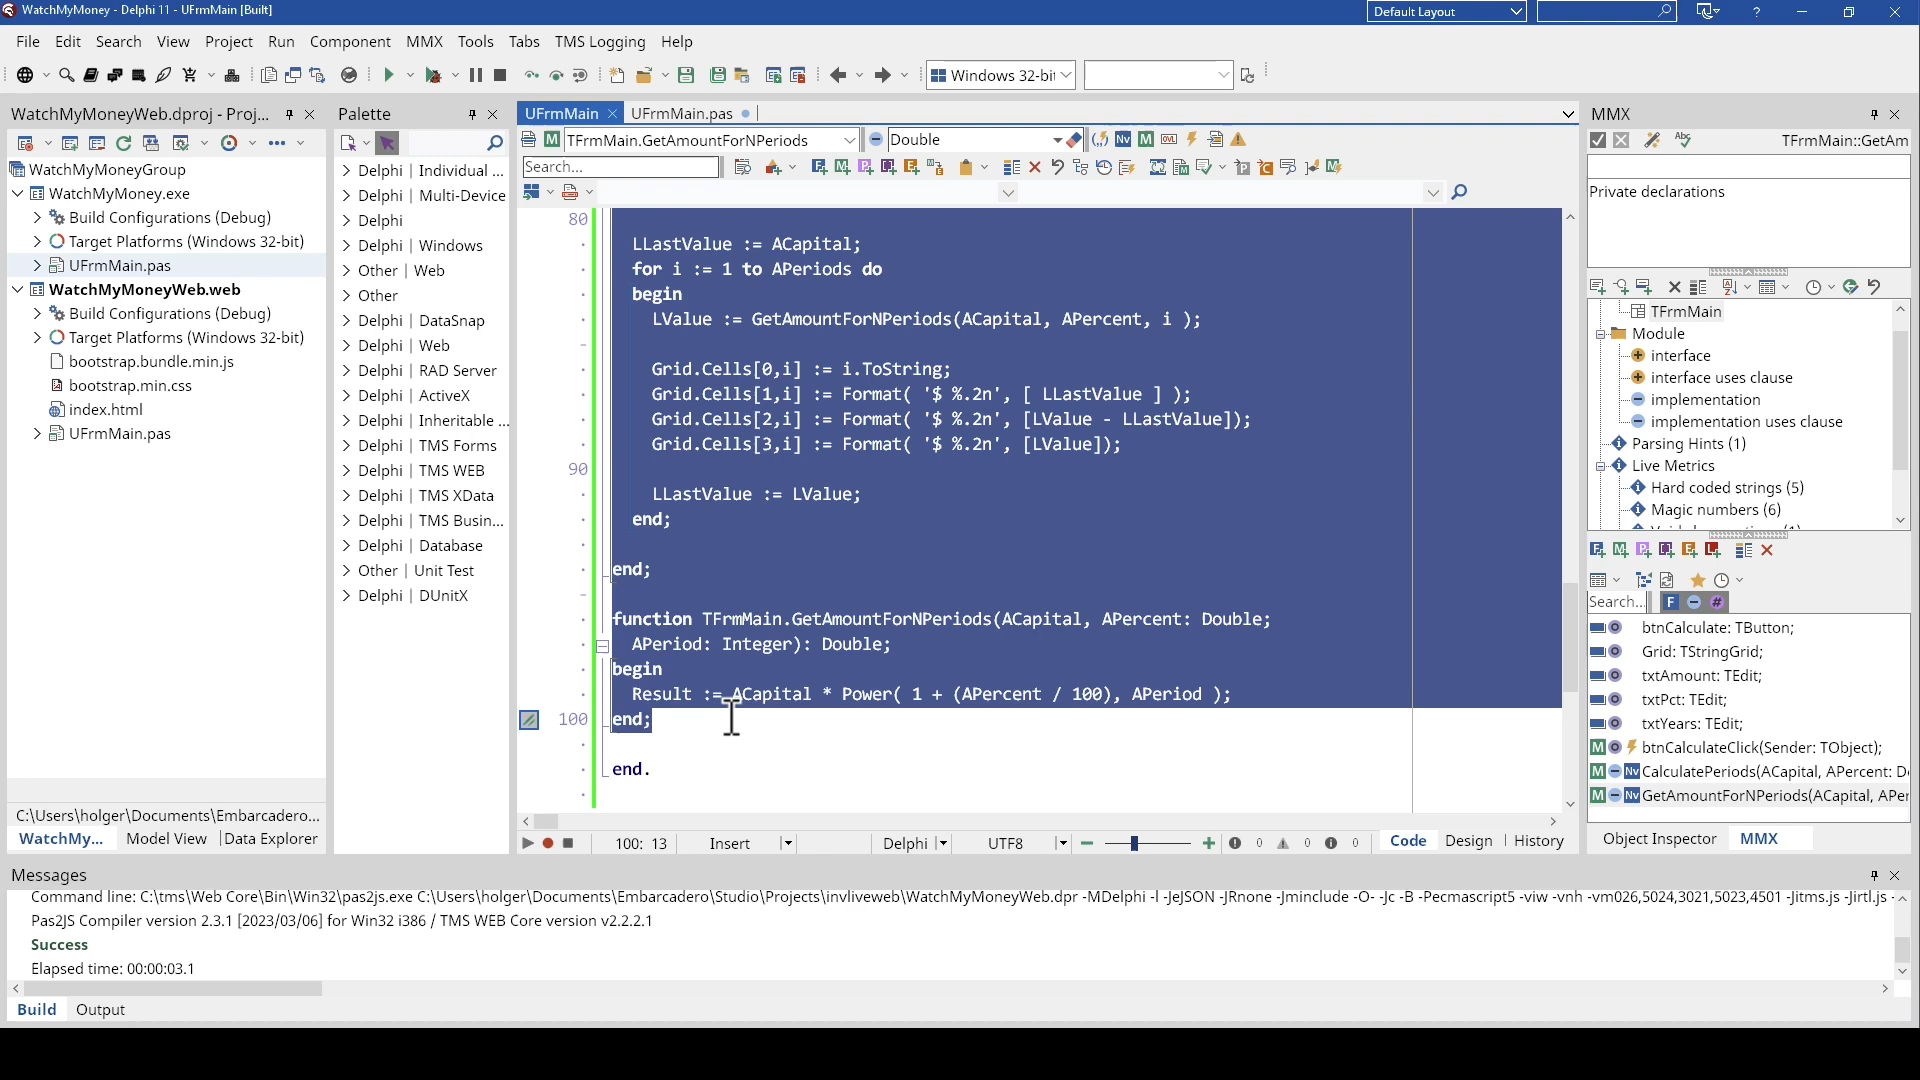 WatchMyMoney - Delphi 11 - UFrmMain [Built]
Default Layout
File Edit Search View Project Run Component MMX Tools Tabs TMS Logging Help
Windows 32-bit
WatchMyMoneyWeb.dproj - Proj...
WatchMyMoneyGroup
WatchMyMoney.exe
Build Configurations (Debug)
Target Platforms (Windows 32-bit)
UFrmMain.pas
WatchMyMoneyWeb.web
Build Configurations (Debug)
Target Platforms (Windows 32-bit)
bootstrap.bundle.min.js
bootstrap.min.css
index.html
UFrmMain.pas
C:\Users\holger\Documents\Embarcadero...
WatchMy... Model View Data Explorer
Palette
Delphi | Individual ...
Delphi | Multi-Device
Delphi
Delphi | Windows
Other | Web
Other
Delphi | DataSnap
Delphi | Web
Delphi | RAD Server
Delphi | ActiveX
Delphi | Inheritable ...
Delphi | TMS Forms
Delphi | TMS WEB
Delphi | TMS XData
Delphi | TMS Busin...
Delphi | Database
Other | Unit Test
Delphi | DUnitX
UFrmMain UFrmMain.pas
TFrmMain.GetAmountForNPeriods Double
Search...
80
LLastValue := ACapital;
for i := 1 to APeriods do
begin
LValue := GetAmountForNPeriods(ACapital, APercent, i );
Grid.Cells[0,i] := i.ToString;
Grid.Cells[1,i] := Format( '$ %.2n', [ LLastValue ] );
Grid.Cells[2,i] := Format( '$ %.2n', [LValue - LLastValue]);
Grid.Cells[3,i] := Format( '$ %.2n', [LValue]);
90
LLastValue := LValue;
end;
end;
function TFrmMain.GetAmountForNPeriods(ACapital, APercent: Double;
APeriod: Integer): Double;
begin
Result := ACapital * Power( 1 + (APercent / 100), APeriod );
100 end;
end.
100: 13 Insert Delphi UTF8 0 0 0 Code Design History
MMX
TFrmMain::GetAm
Private declarations
TFrmMain
Module
interface
interface uses clause
implementation
implementation uses clause
Parsing Hints (1)
Live Metrics
Hard coded strings (5)
Magic numbers (6)
Search...
btnCalculate: TButton;
Grid: TStringGrid;
txtAmount: TEdit;
txtPct: TEdit;
txtYears: TEdit;
btnCalculateClick(Sender: TObject);
CalculatePeriods(ACapital, APercent: D
GetAmountForNPeriods(ACapital, APer
Object Inspector MMX
Messages
Command line: C:\tms\Web Core\Bin\Win32\pas2js.exe C:\Users\holger\Documents\Embarcadero\Studio\Projects\invliveweb\WatchMyMoneyWeb.dpr -MDelphi -l -JeJSON -JRnone -Jminclude -O- -Jc -B -Pecmascript5 -viw -vnh -vm026,5024,3021,5023,4501 -Jitms.js -Jirtl.js -
Pas2JS Compiler version 2.3.1 [2023/03/06] for Win32 i386 / TMS WEB Core version v2.2.2.1
Success
Elapsed time: 00:00:03.1
Build Output